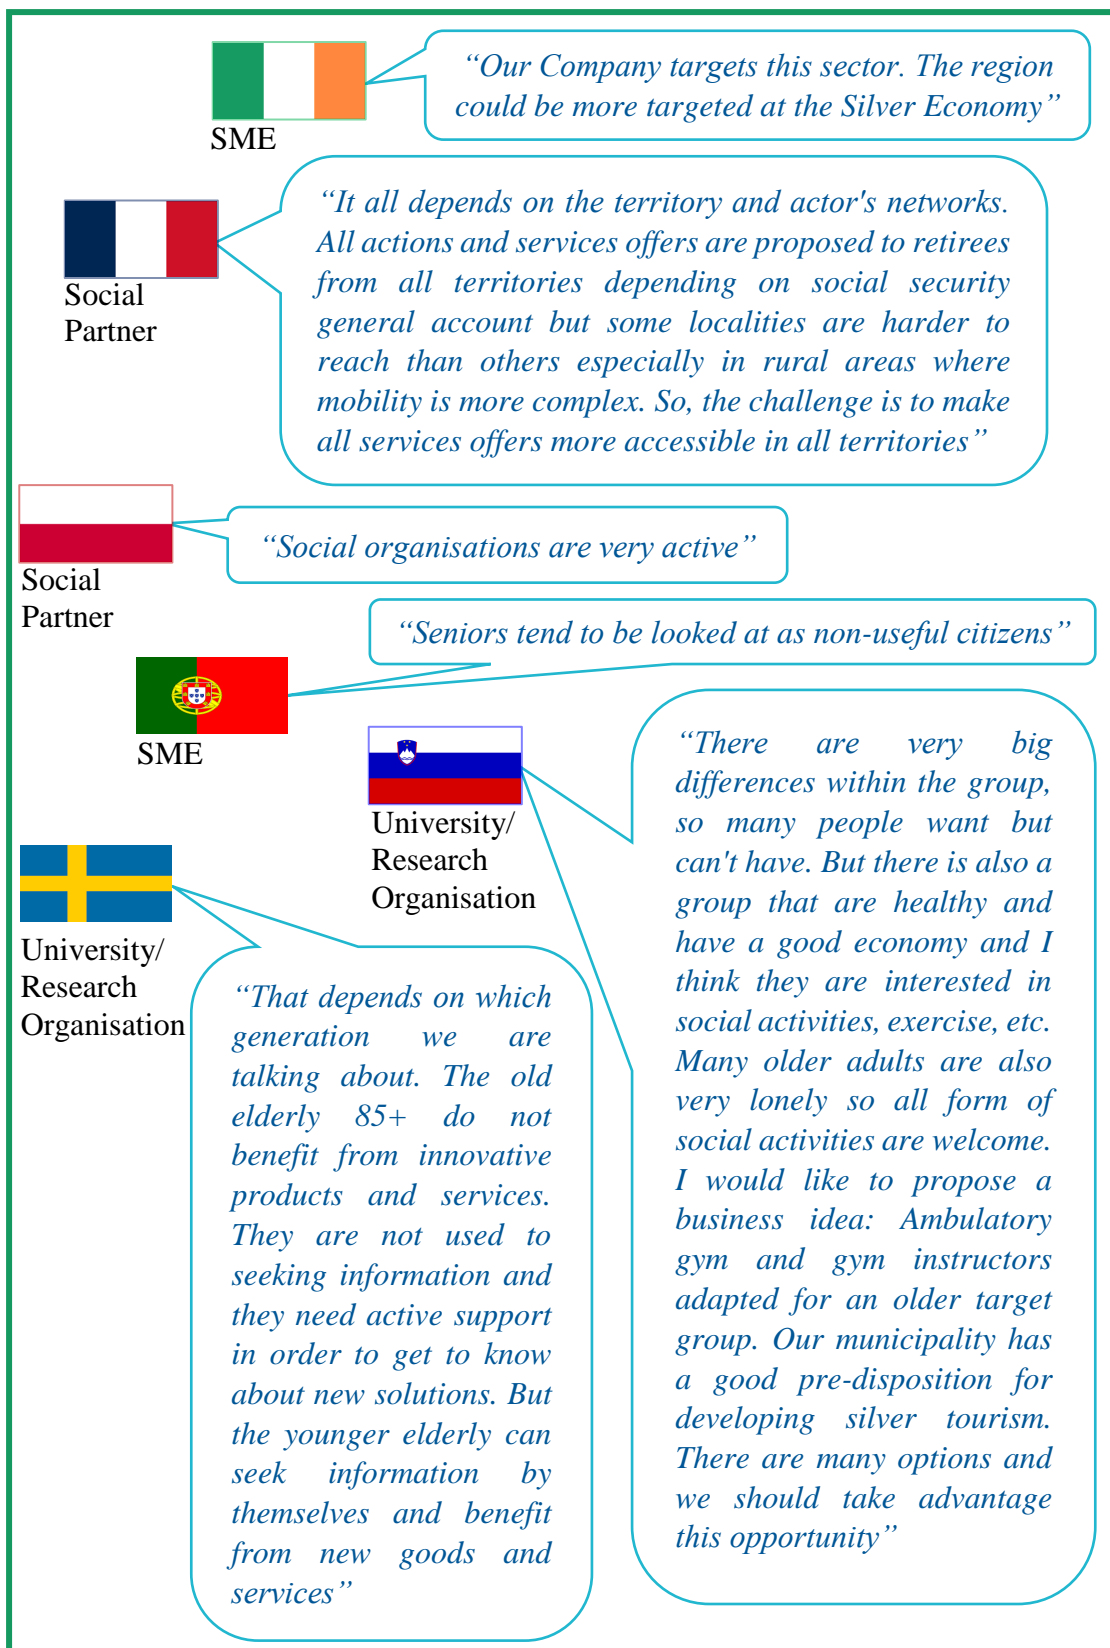 “Our Company targets this sector. The region
could be more targeted at the Silver Economy”
SME
“It all depends on the territory and actor's networks.
All actions and services offers are proposed to retirees
from all territories depending on social security
general account but some localities are harder to
reach than others especially in rural areas where
mobility is more complex. So, the challenge is to make
all services offers more accessible in all territories”
Social
Partner
“Social organisations are very active”
Social
Partner
“Seniors tend to be looked at as non-useful citizens”
SME
“There are very big
differences within the group,
so many people want but
can't have. But there is also a
group that are healthy and
have a good economy and I
think they are interested in
social activities, exercise, etc.
Many older adults are also
very lonely so all form of
social activities are welcome.
I would like to propose a
business idea: Ambulatory
gym and gym instructors
adapted for an older target
group. Our municipality has
a good pre-disposition for
developing silver tourism.
There are many options and
we should take advantage
this opportunity”
University/
Research
Organisation
University/
Research
Organisation
“That depends on which
generation we are
talking about. The old
elderly 85+ do not
benefit from innovative
products and services.
They are not used to
seeking information and
they need active support
in order to get to know
about new solutions. But
the younger elderly can
seek information by
themselves and benefit
from new goods and
services”